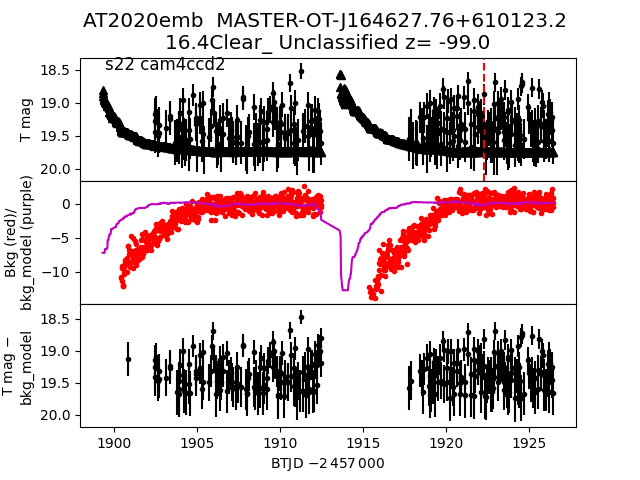 AT2020emb  MASTER-OT-J164627.76+610123.2
16.4Clear_ Unclassified z= -99.0
s22 cam4ccd2
18.5
19.0
19.5
20.0
T mag
0
−5
−10
Bkg (red)/
bkg_model (purple)
18.5
19.0
19.5
20.0
T mag −
bkg_model
1900 1905 1910 1915 1920 1925
BTJD −2 457 000